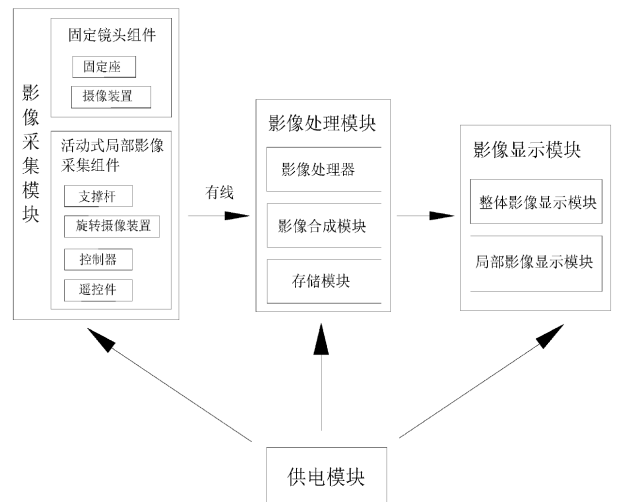 影像采集模块
固定镜头组件
固定座
摄像装置
活动式局部影像
采集组件
支撑杆
旋转摄像装置
控制器
遥控件
有线
影像处理模块
影像处理器
影像合成模块
存储模块
影像显示模块
整体影像显示模块
局部影像显示模块
供电模块